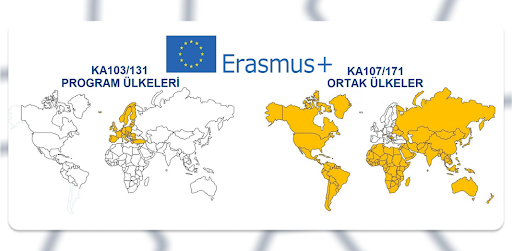 Erasmus+
KA103/131
PROGRAM ÜLKELERİ
KA107/171
ORTAK ÜLKELER